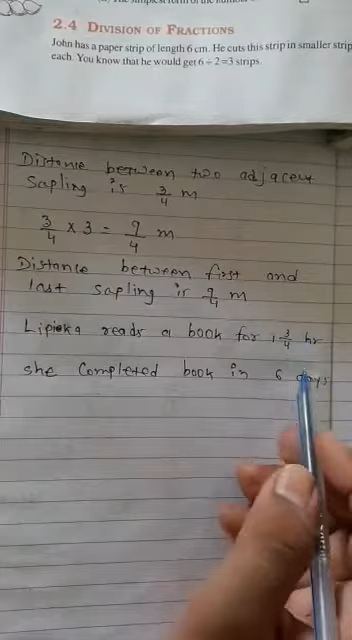 2.4 DIVISION OF FRACTIONS
John has a paper strip of length 6 cm. He cuts this strip in smaller strip
each. You know that he would get 6 ÷ 2 = 3 strips.
Distance between two adjacent
Sapling is 3/4 m
3/4 x 3 = 9/4 m
Distance between first and
last sapling is 9/4 m
Lipika reads a book for 1 3/4 hr
she completed book in 6 days